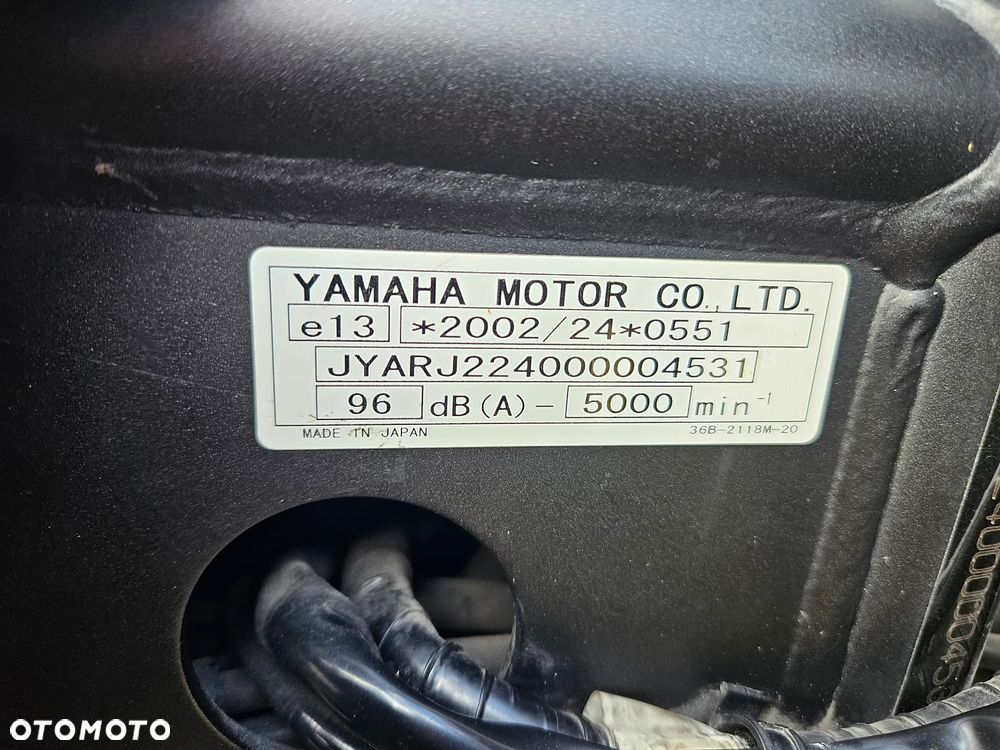 YAMAHA MOTOR CO.,LTD.
e13 *2002/24*0551
JYARJ224000004531
96 dB(A)- 5000 min-1
MADE IN JAPAN 36B-2118M-20
OTOMOTO